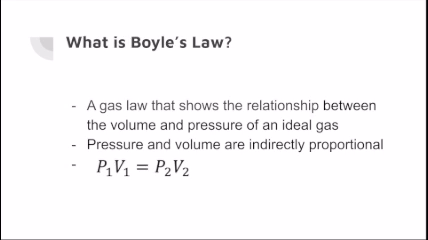 What is Boyle's Law?
- A gas law that shows the relationship between
the volume and pressure of an ideal gas
- Pressure and volume are indirectly proportional
- P₁V₁ = P₂V₂